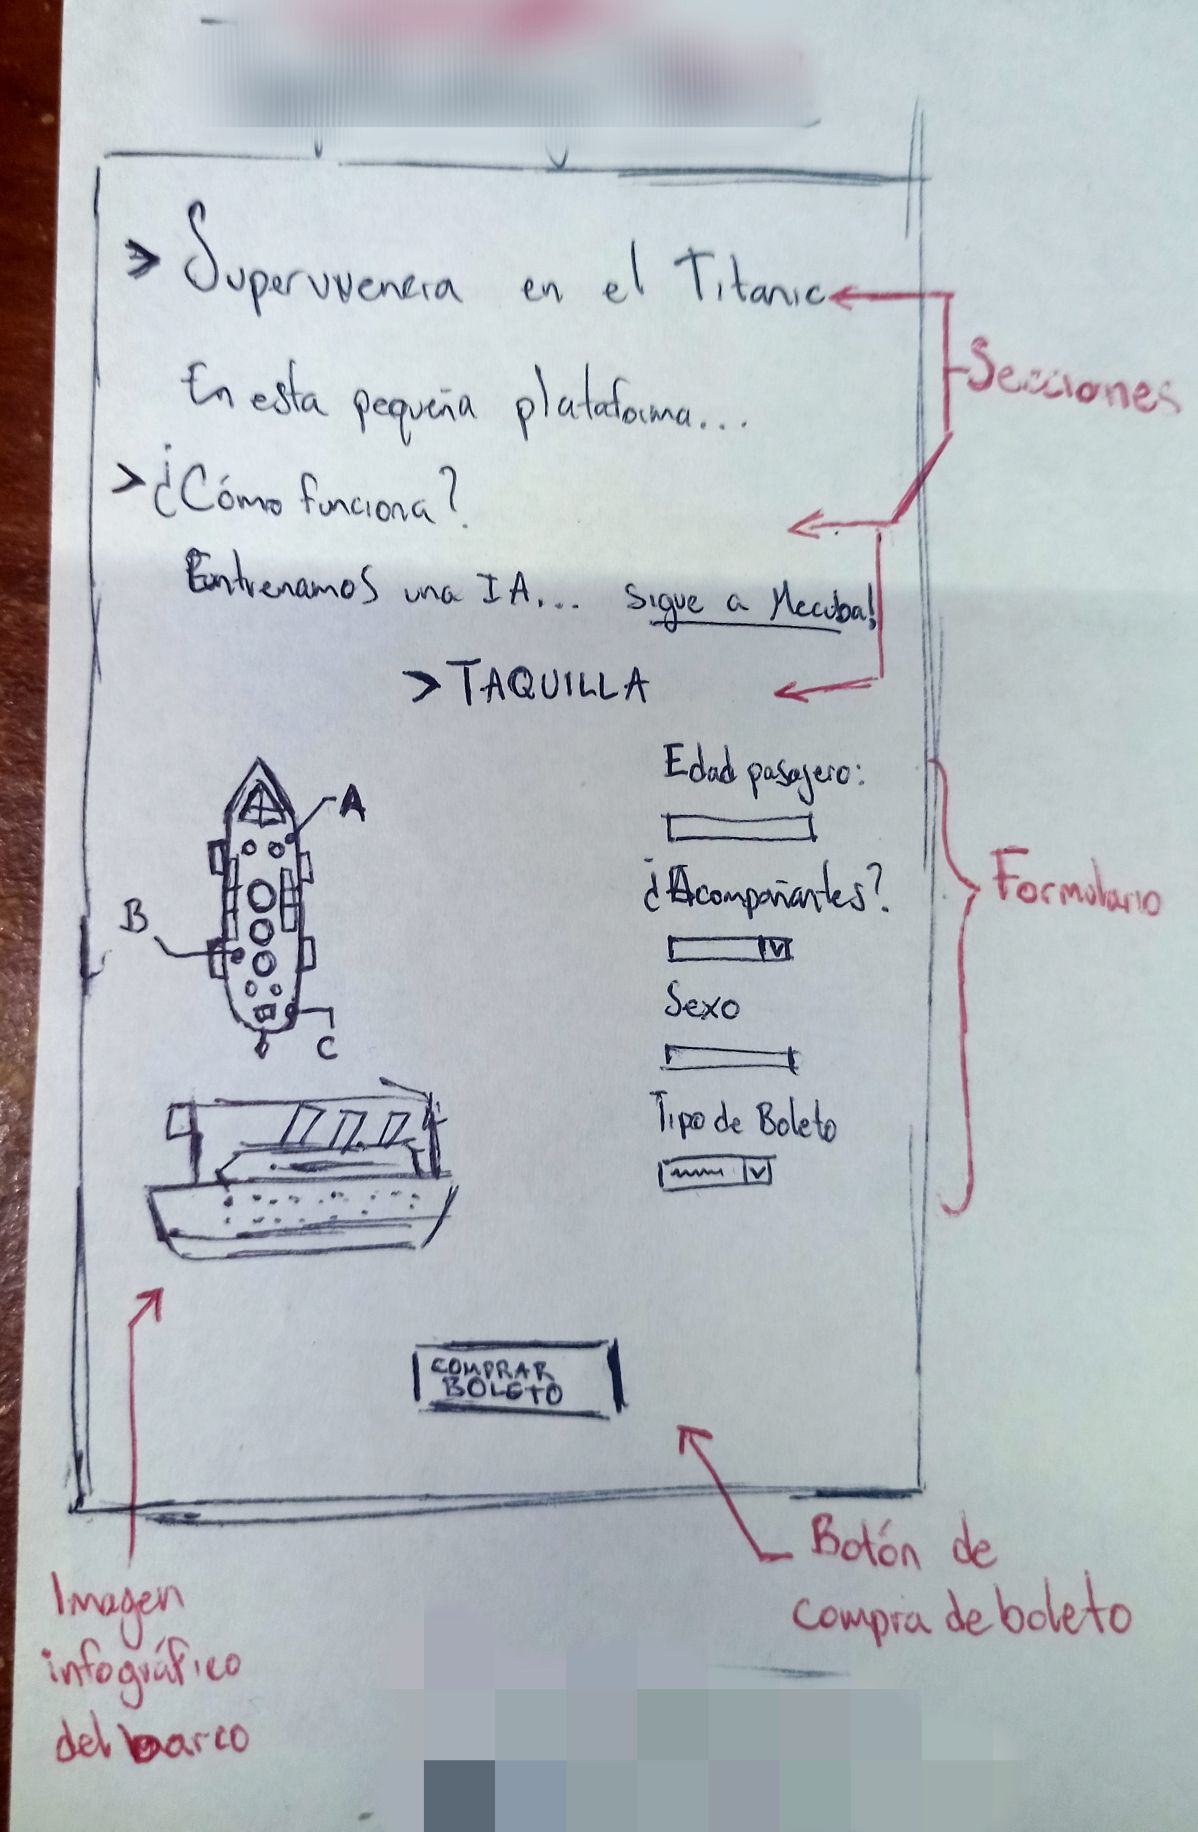 > Supervivencia en el Titanic
Secciones
En esta pequeña plataforma...
> ¿Cómo funciona?
Entrenamos una IA... Sigue a Mecuba!
> TAQUILLA
Edad pasajero:
A
¿Acompañantes?
B
Formulario
Sexo
C
Tipo de Boleto
COMPRAR
BOLETO
Botón de
compra de boleto
Imagen
infográfico
del barco